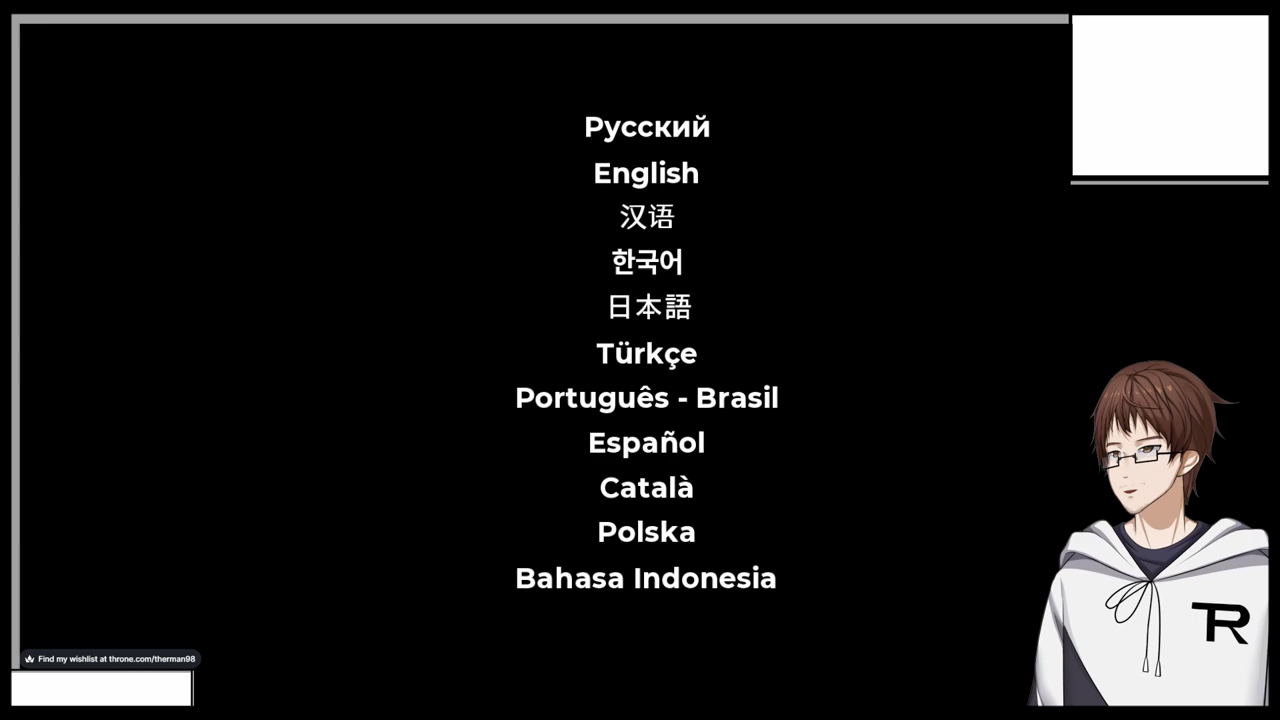 Русский
English
汉语
한국어
日本語
Türkçe
Português - Brasil
Español
Català
Polska
Bahasa Indonesia
TR
Find my wishlist at throne.com/therman98